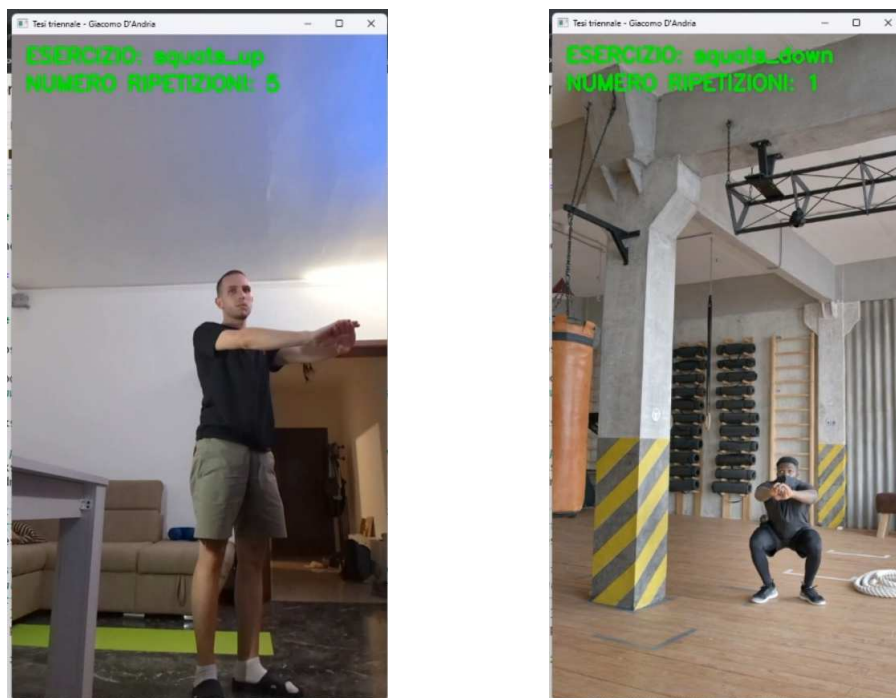 Tesi triennale - Giacomo D'Andria
ESERCIZIO: squats_up
NUMERO RIPETIZIONI: 5
Tesi triennale - Giacomo D'Andria
ESERCIZIO: squats_down
NUMERO RIPETIZIONI: 1